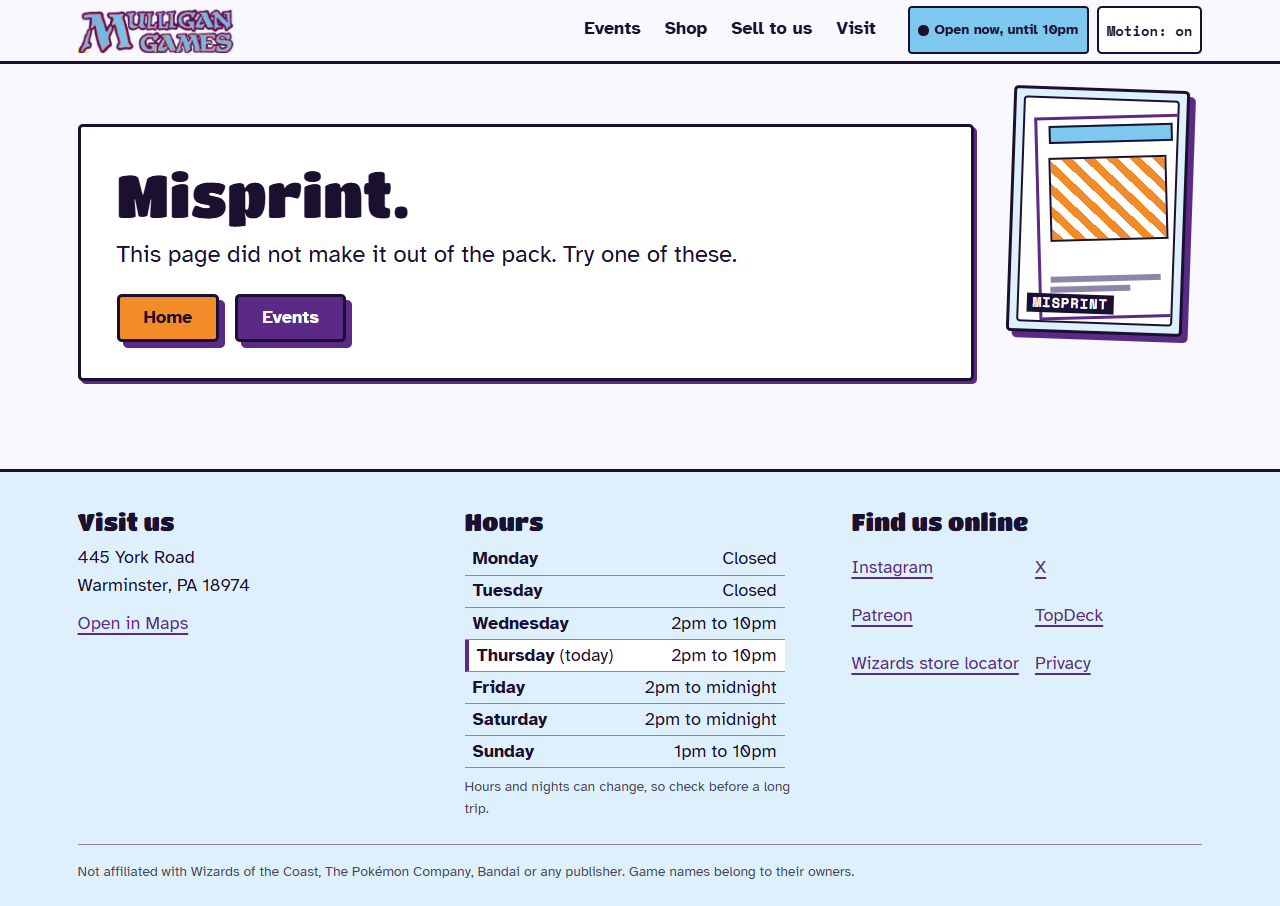 MULLIGAN GAMES
Events Shop Sell to us Visit Open now, until 10pm Motion: on
Misprint.
This page did not make it out of the pack. Try one of these.
Home Events
MISPRINT
Visit us
445 York Road
Warminster, PA 18974
Open in Maps
Hours
Monday Closed
Tuesday Closed
Wednesday 2pm to 10pm
Thursday (today) 2pm to 10pm
Friday 2pm to midnight
Saturday 2pm to midnight
Sunday 1pm to 10pm
Hours and nights can change, so check before a long
trip.
Find us online
Instagram X
Patreon TopDeck
Wizards store locator Privacy
Not affiliated with Wizards of the Coast, The Pokémon Company, Bandai or any publisher. Game names belong to their owners.